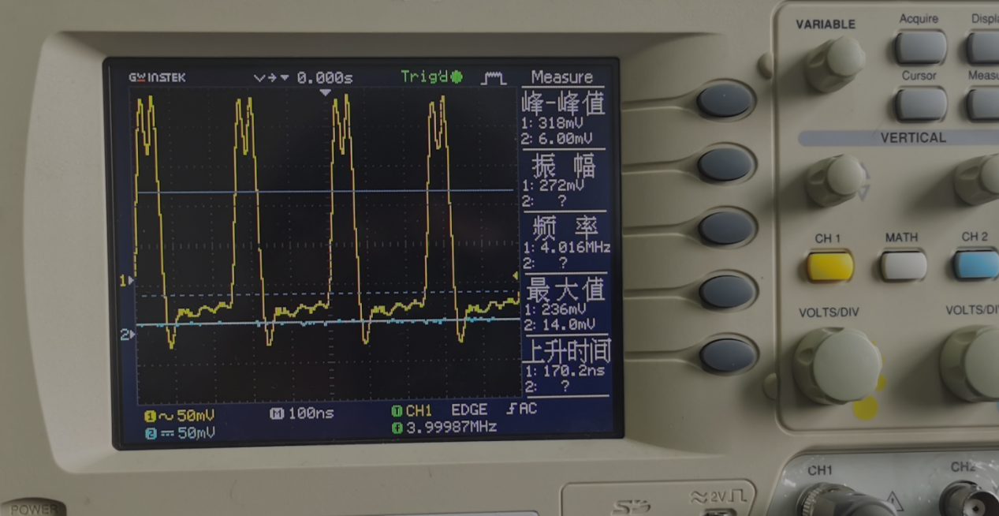 GW INSTEK
0.000s
Trig'd
Measure
峰-峰值
1: 318mV
2: 6.00mV
振 幅
1: 272mV
2: ?
频 率
1: 4.016MHz
2: ?
最大值
1: 236mV
2: 14.0mV
上升时间
1: 170.2ns
2: ?
1
2
1 ~ 50mV
M 100ns
T CH1 EDGE AC
2 50mV
f 3.99987MHz
VARIABLE
Acquire
Displa
Cursor
Measu
VERTICAL
CH 1
MATH
CH 2
VOLTS/DIV
VOLTS/DI
CH1
CH2
2V
POWER